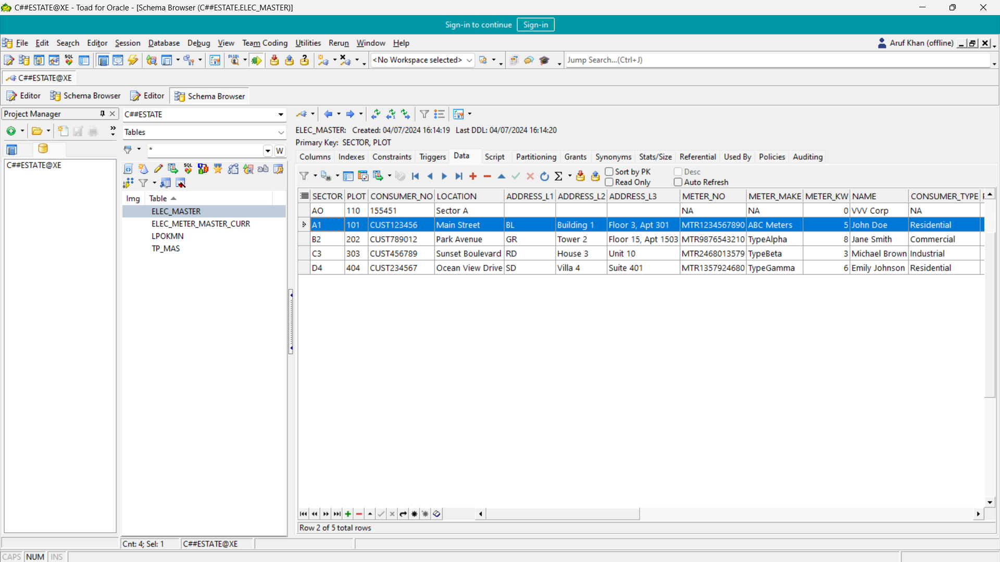 C##ESTATE@XE - Toad for Oracle - [Schema Browser (C##ESTATE.ELEC_MASTER)]
Sign-in to continue Sign-in
File Edit Search Editor Session Database Debug View Team Coding Utilities Rerun Window Help Aruf Khan (offline)
<No Workspace selected> Jump Search...(Ctrl+J)
C##ESTATE@XE
Editor Schema Browser Editor Schema Browser
Project Manager
C##ESTATE@XE
C##ESTATE
Tables
* W
Img Table
ELEC_MASTER
ELEC_METER_MASTER_CURR
LPOKMN
TP_MAS
ELEC_MASTER: Created: 04/07/2024 16:14:19 Last DDL: 04/07/2024 16:14:20
Primary Key: SECTOR, PLOT
Columns Indexes Constraints Triggers Data Script Partitioning Grants Synonyms Stats/Size Referential Used By Policies Auditing
Sort by PK Desc
Read Only Auto Refresh
SECTOR PLOT CONSUMER_NO LOCATION ADDRESS_L1 ADDRESS_L2 ADDRESS_L3 METER_NO METER_MAKE METER_KW NAME CONSUMER_TYPE
AO 110 155451 Sector A NA NA 0 VVV Corp NA
A1 101 CUST123456 Main Street BL Building 1 Floor 3, Apt 301 MTR1234567890 ABC Meters 5 John Doe Residential
B2 202 CUST789012 Park Avenue GR Tower 2 Floor 15, Apt 1503 MTR9876543210 TypeAlpha 8 Jane Smith Commercial
C3 303 CUST456789 Sunset Boulevard RD House 3 Unit 10 MTR2468013579 TypeBeta 3 Michael Brown Industrial
D4 404 CUST234567 Ocean View Drive SD Villa 4 Suite 401 MTR1357924680 TypeGamma 6 Emily Johnson Residential
Row 2 of 5 total rows
Cnt: 4; Sel: 1 C##ESTATE@XE
CAPS NUM INS